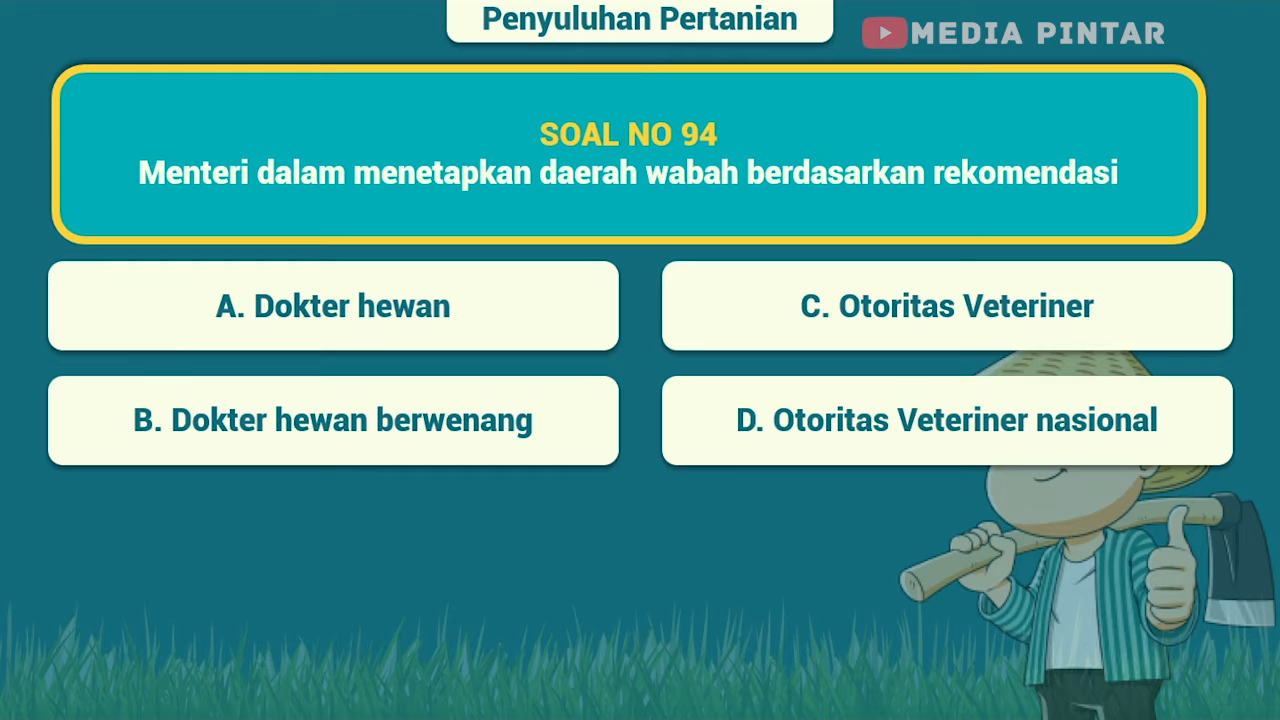 Penyuluhan Pertanian
MEDIA PINTAR
SOAL NO 94
Menteri dalam menetapkan daerah wabah berdasarkan rekomendasi
A. Dokter hewan
C. Otoritas Veteriner
B. Dokter hewan berwenang
D. Otoritas Veteriner nasional